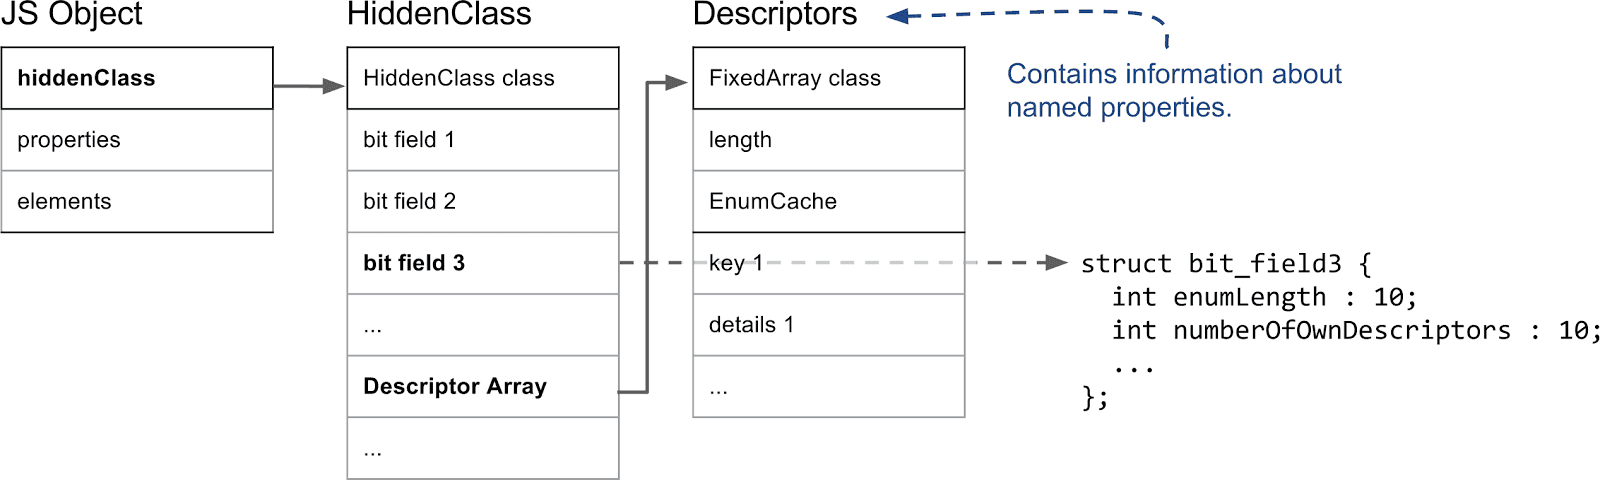 JS Object
hiddenClass
properties
elements
HiddenClass
HiddenClass class
bit field 1
bit field 2
bit field 3
...
Descriptor Array
...
Descriptors
FixedArray class
length
EnumCache
key 1
details 1
...
Contains information about
named properties.
struct bit_field3 {
  int enumLength : 10;
  int numberOfOwnDescriptors : 10;
  ...
};